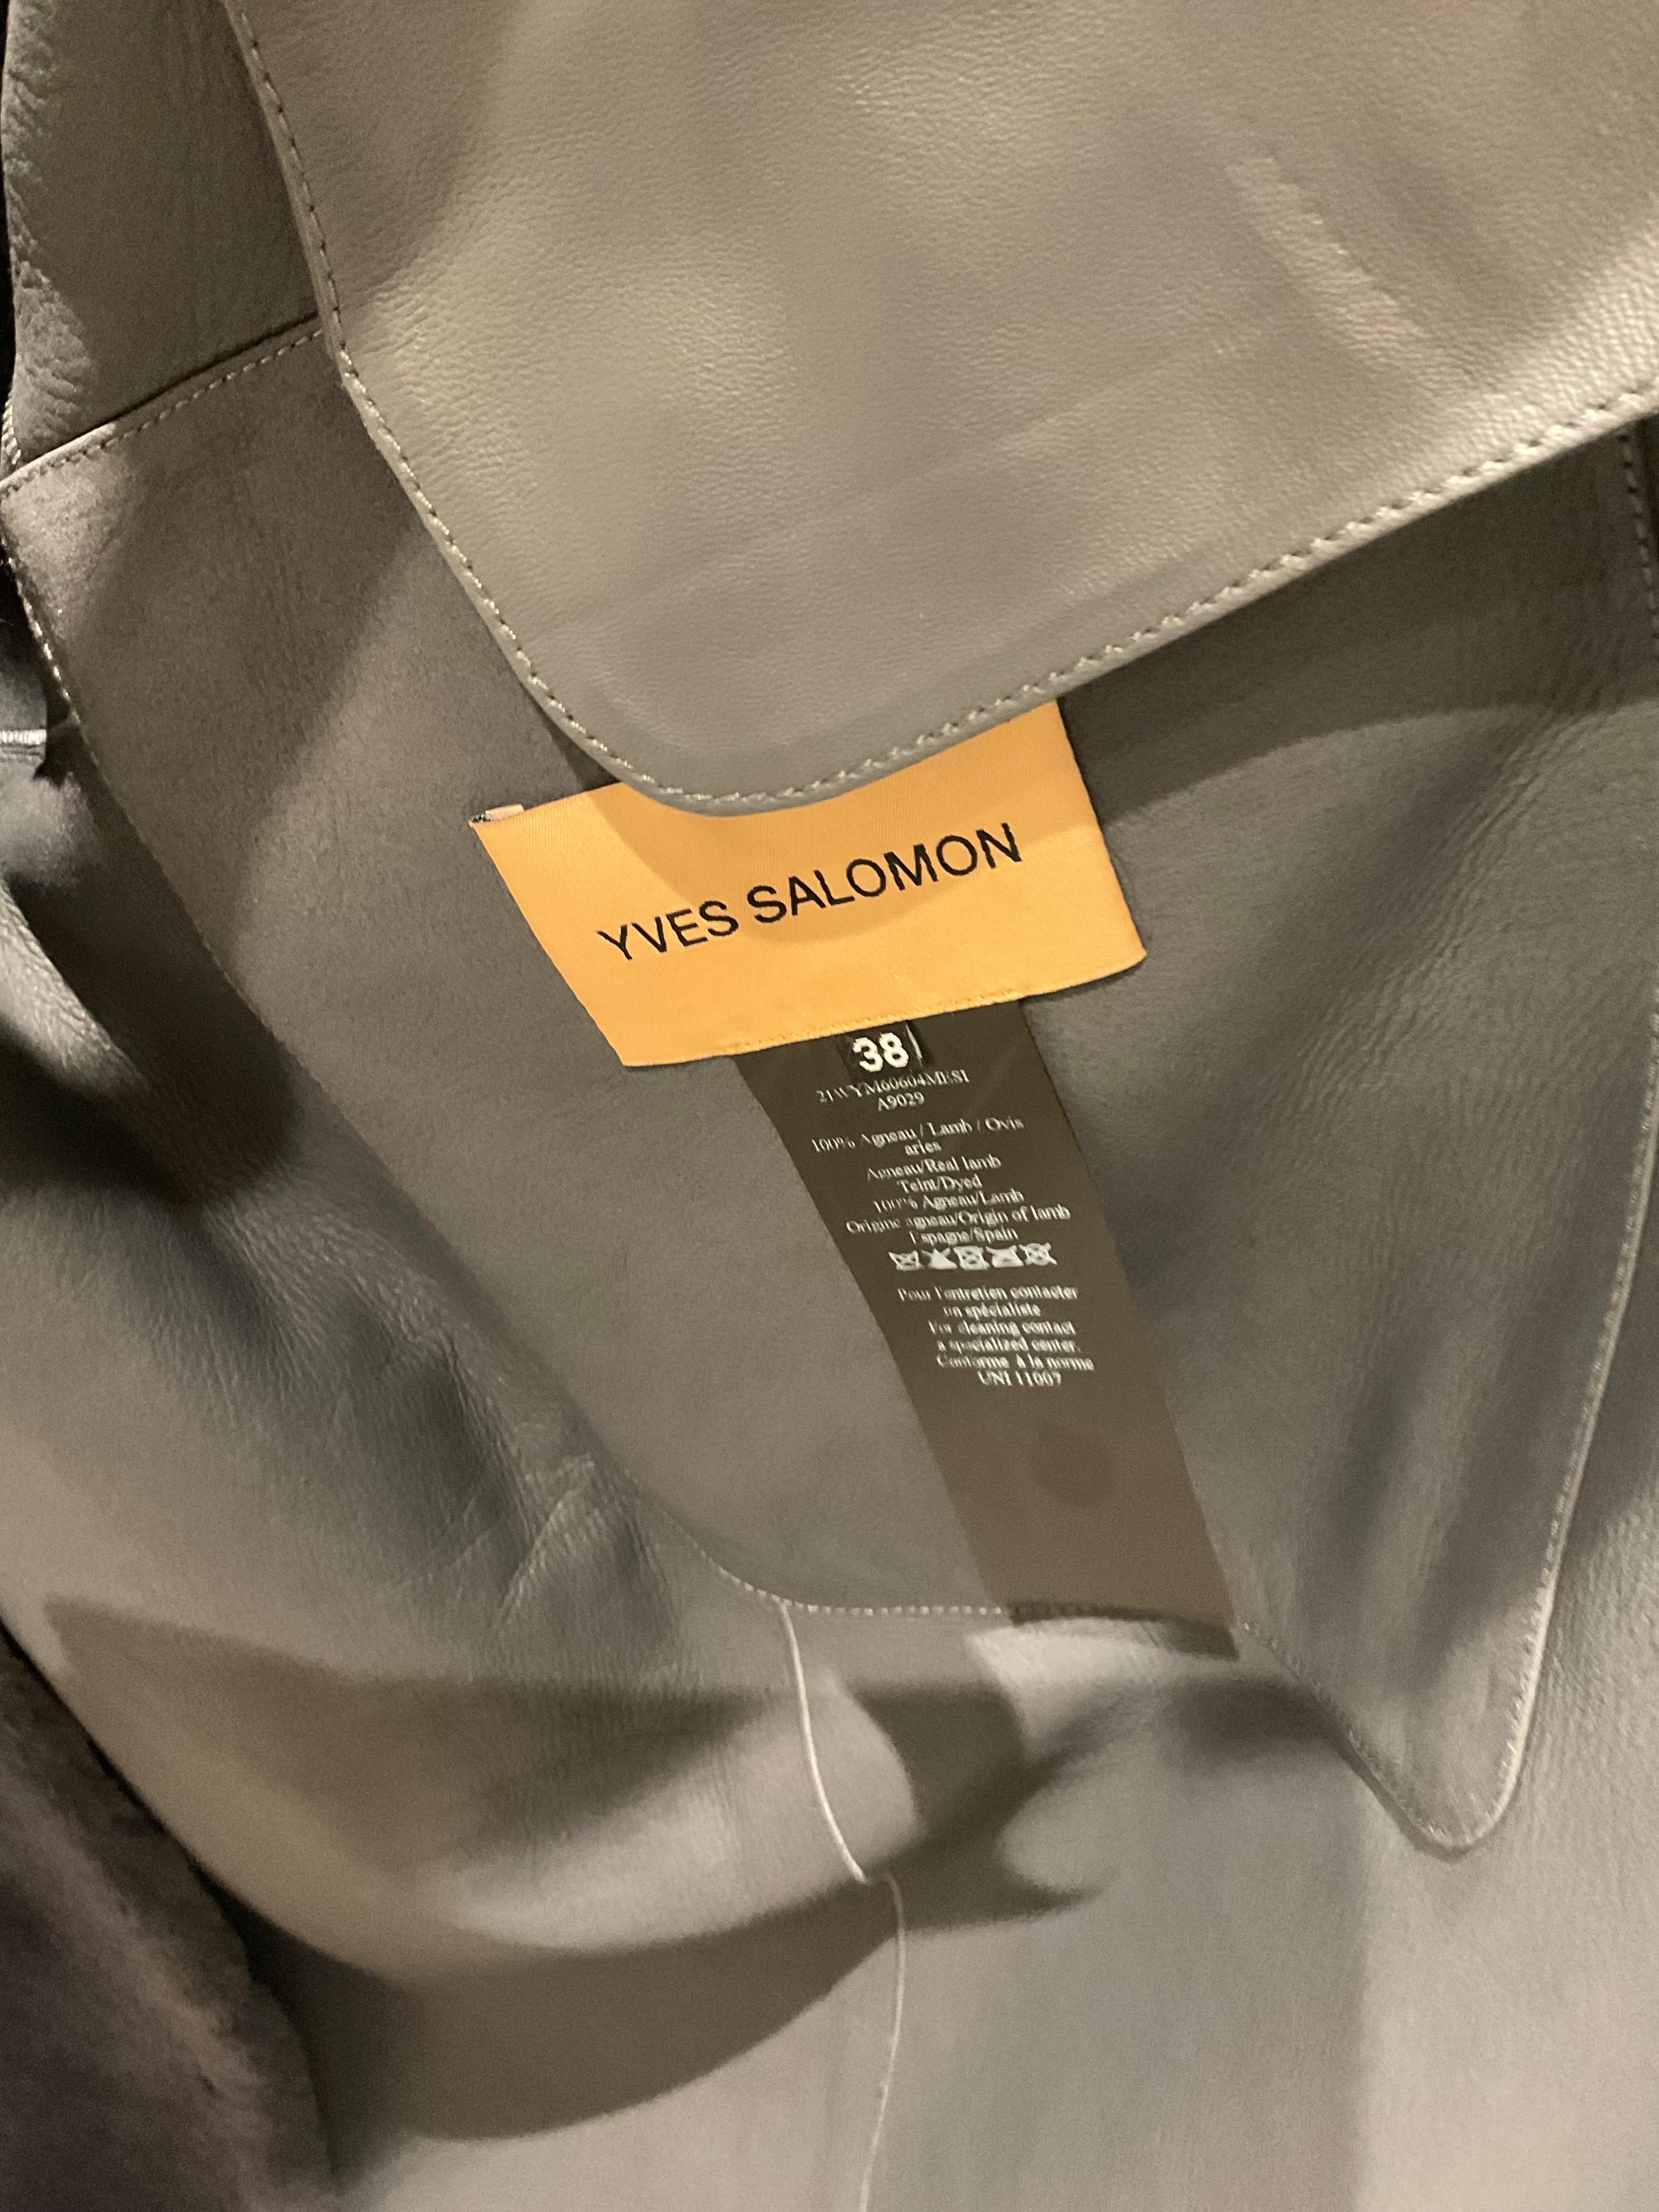 YVES SALOMON
38
21WYM60604MESI
A9029
100% Agneau / Lamb / Ovis
aries
Agneau/Real lamb
Teint/Dyed
100% Agneau/Lamb
Origine agneau/Origin of lamb
Espagne/Spain
Pour l'entretien contacter
un spécialiste
For cleaning contact
a specialized center.
Conforme à la norme
UNI 11007